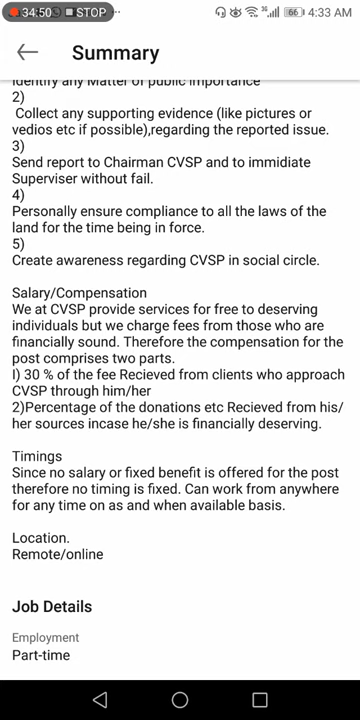 34:50 STOP 66 4:33 AM
Summary
identify any Matter of public importance
2)
Collect any supporting evidence (like pictures or
vedios etc if possible),regarding the reported issue.
3)
Send report to Chairman CVSP and to immidiate
Superviser without fail.
4)
Personally ensure compliance to all the laws of the
land for the time being in force.
5)
Create awareness regarding CVSP in social circle.
Salary/Compensation
We at CVSP provide services for free to deserving
individuals but we charge fees from those who are
financially sound. Therefore the compensation for the
post comprises two parts.
I) 30 % of the fee Recieved from clients who approach
CVSP through him/her
2)Percentage of the donations etc Recieved from his/
her sources incase he/she is financially deserving.
Timings
Since no salary or fixed benefit is offered for the post
therefore no timing is fixed. Can work from anywhere
for any time on as and when available basis.
Location.
Remote/online
Job Details
Employment
Part-time